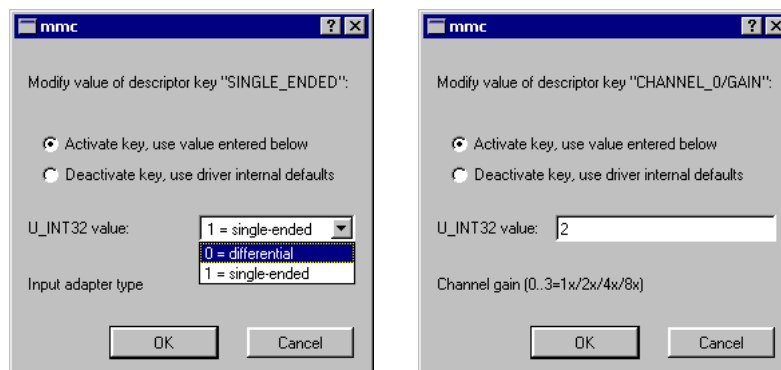 mmc
Modify value of descriptor key "SINGLE_ENDED":
Activate key, use value entered below
Deactivate key, use driver internal defaults
U_INT32 value:
1 = single-ended
0 = differential
1 = single-ended
Input adapter type
OK
Cancel
mmc
Modify value of descriptor key "CHANNEL_0/GAIN":
Activate key, use value entered below
Deactivate key, use driver internal defaults
U_INT32 value:
2
Channel gain (0..3=1x/2x/4x/8x)
OK
Cancel